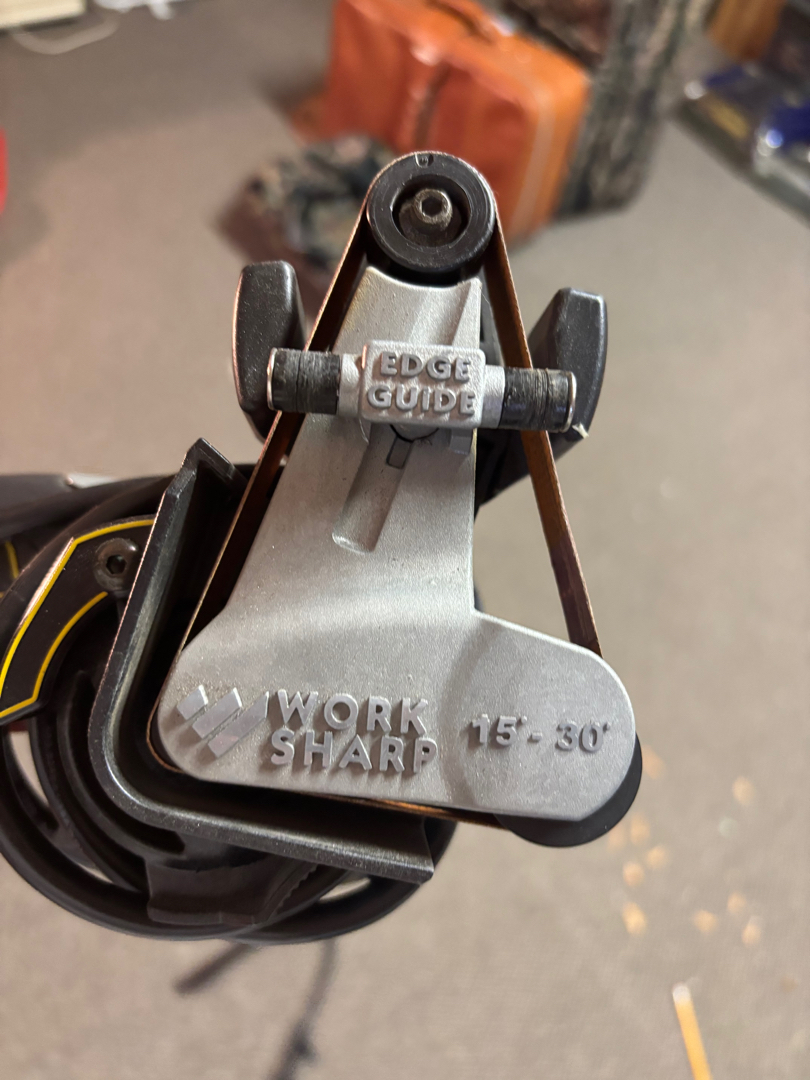 EDGE
GUIDE
WORK
SHARP
15° - 30°